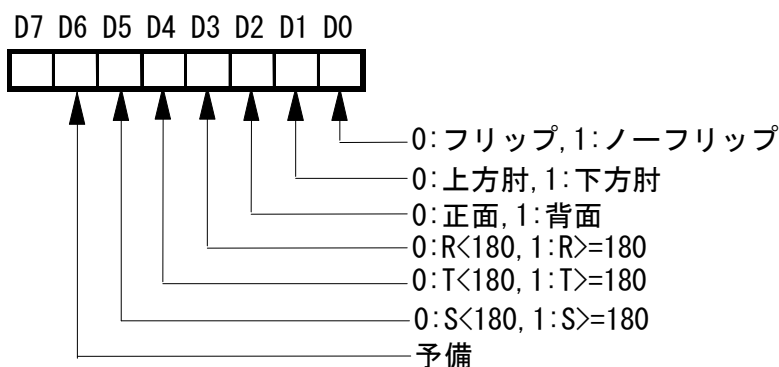 D7 D6 D5 D4 D3 D2 D1 D0
0:フリップ,1:ノーフリップ
0:上方肘,1:下方肘
0:正面,1:背面
0:R<180,1:R>=180
0:T<180,1:T>=180
0:S<180,1:S>=180
予備